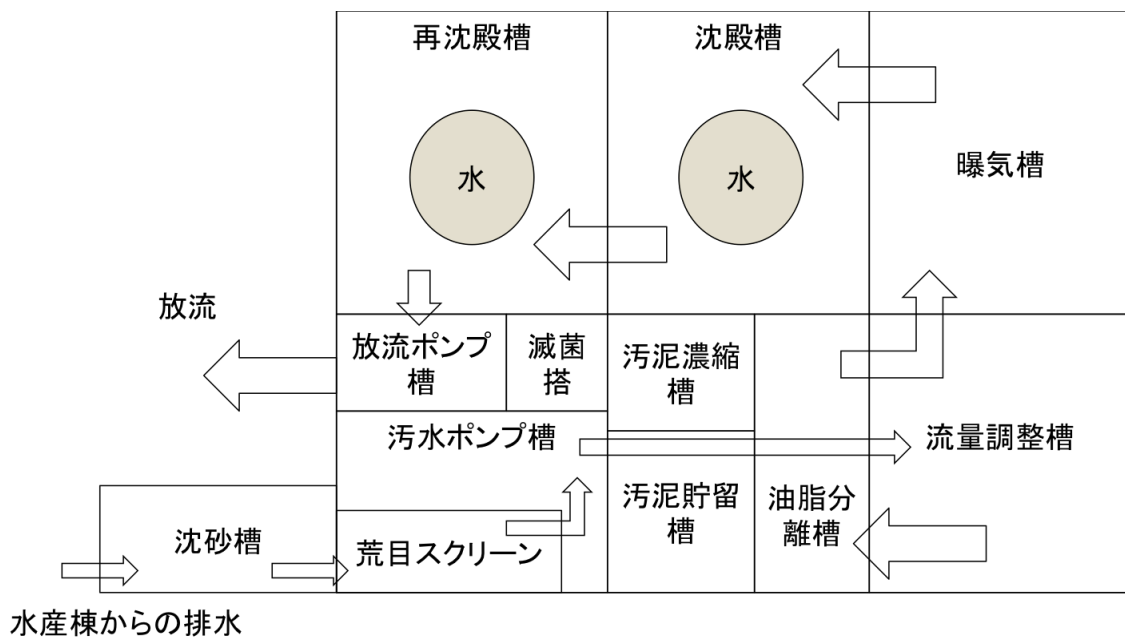 再沈殿槽
沈殿槽
水
水
曝気槽
放流
放流ポンプ
槽
滅菌
搭
汚泥濃縮
槽
汚水ポンプ槽
流量調整槽
汚泥貯留
槽
油脂分
離槽
沈砂槽
荒目スクリーン
水産棟からの排水